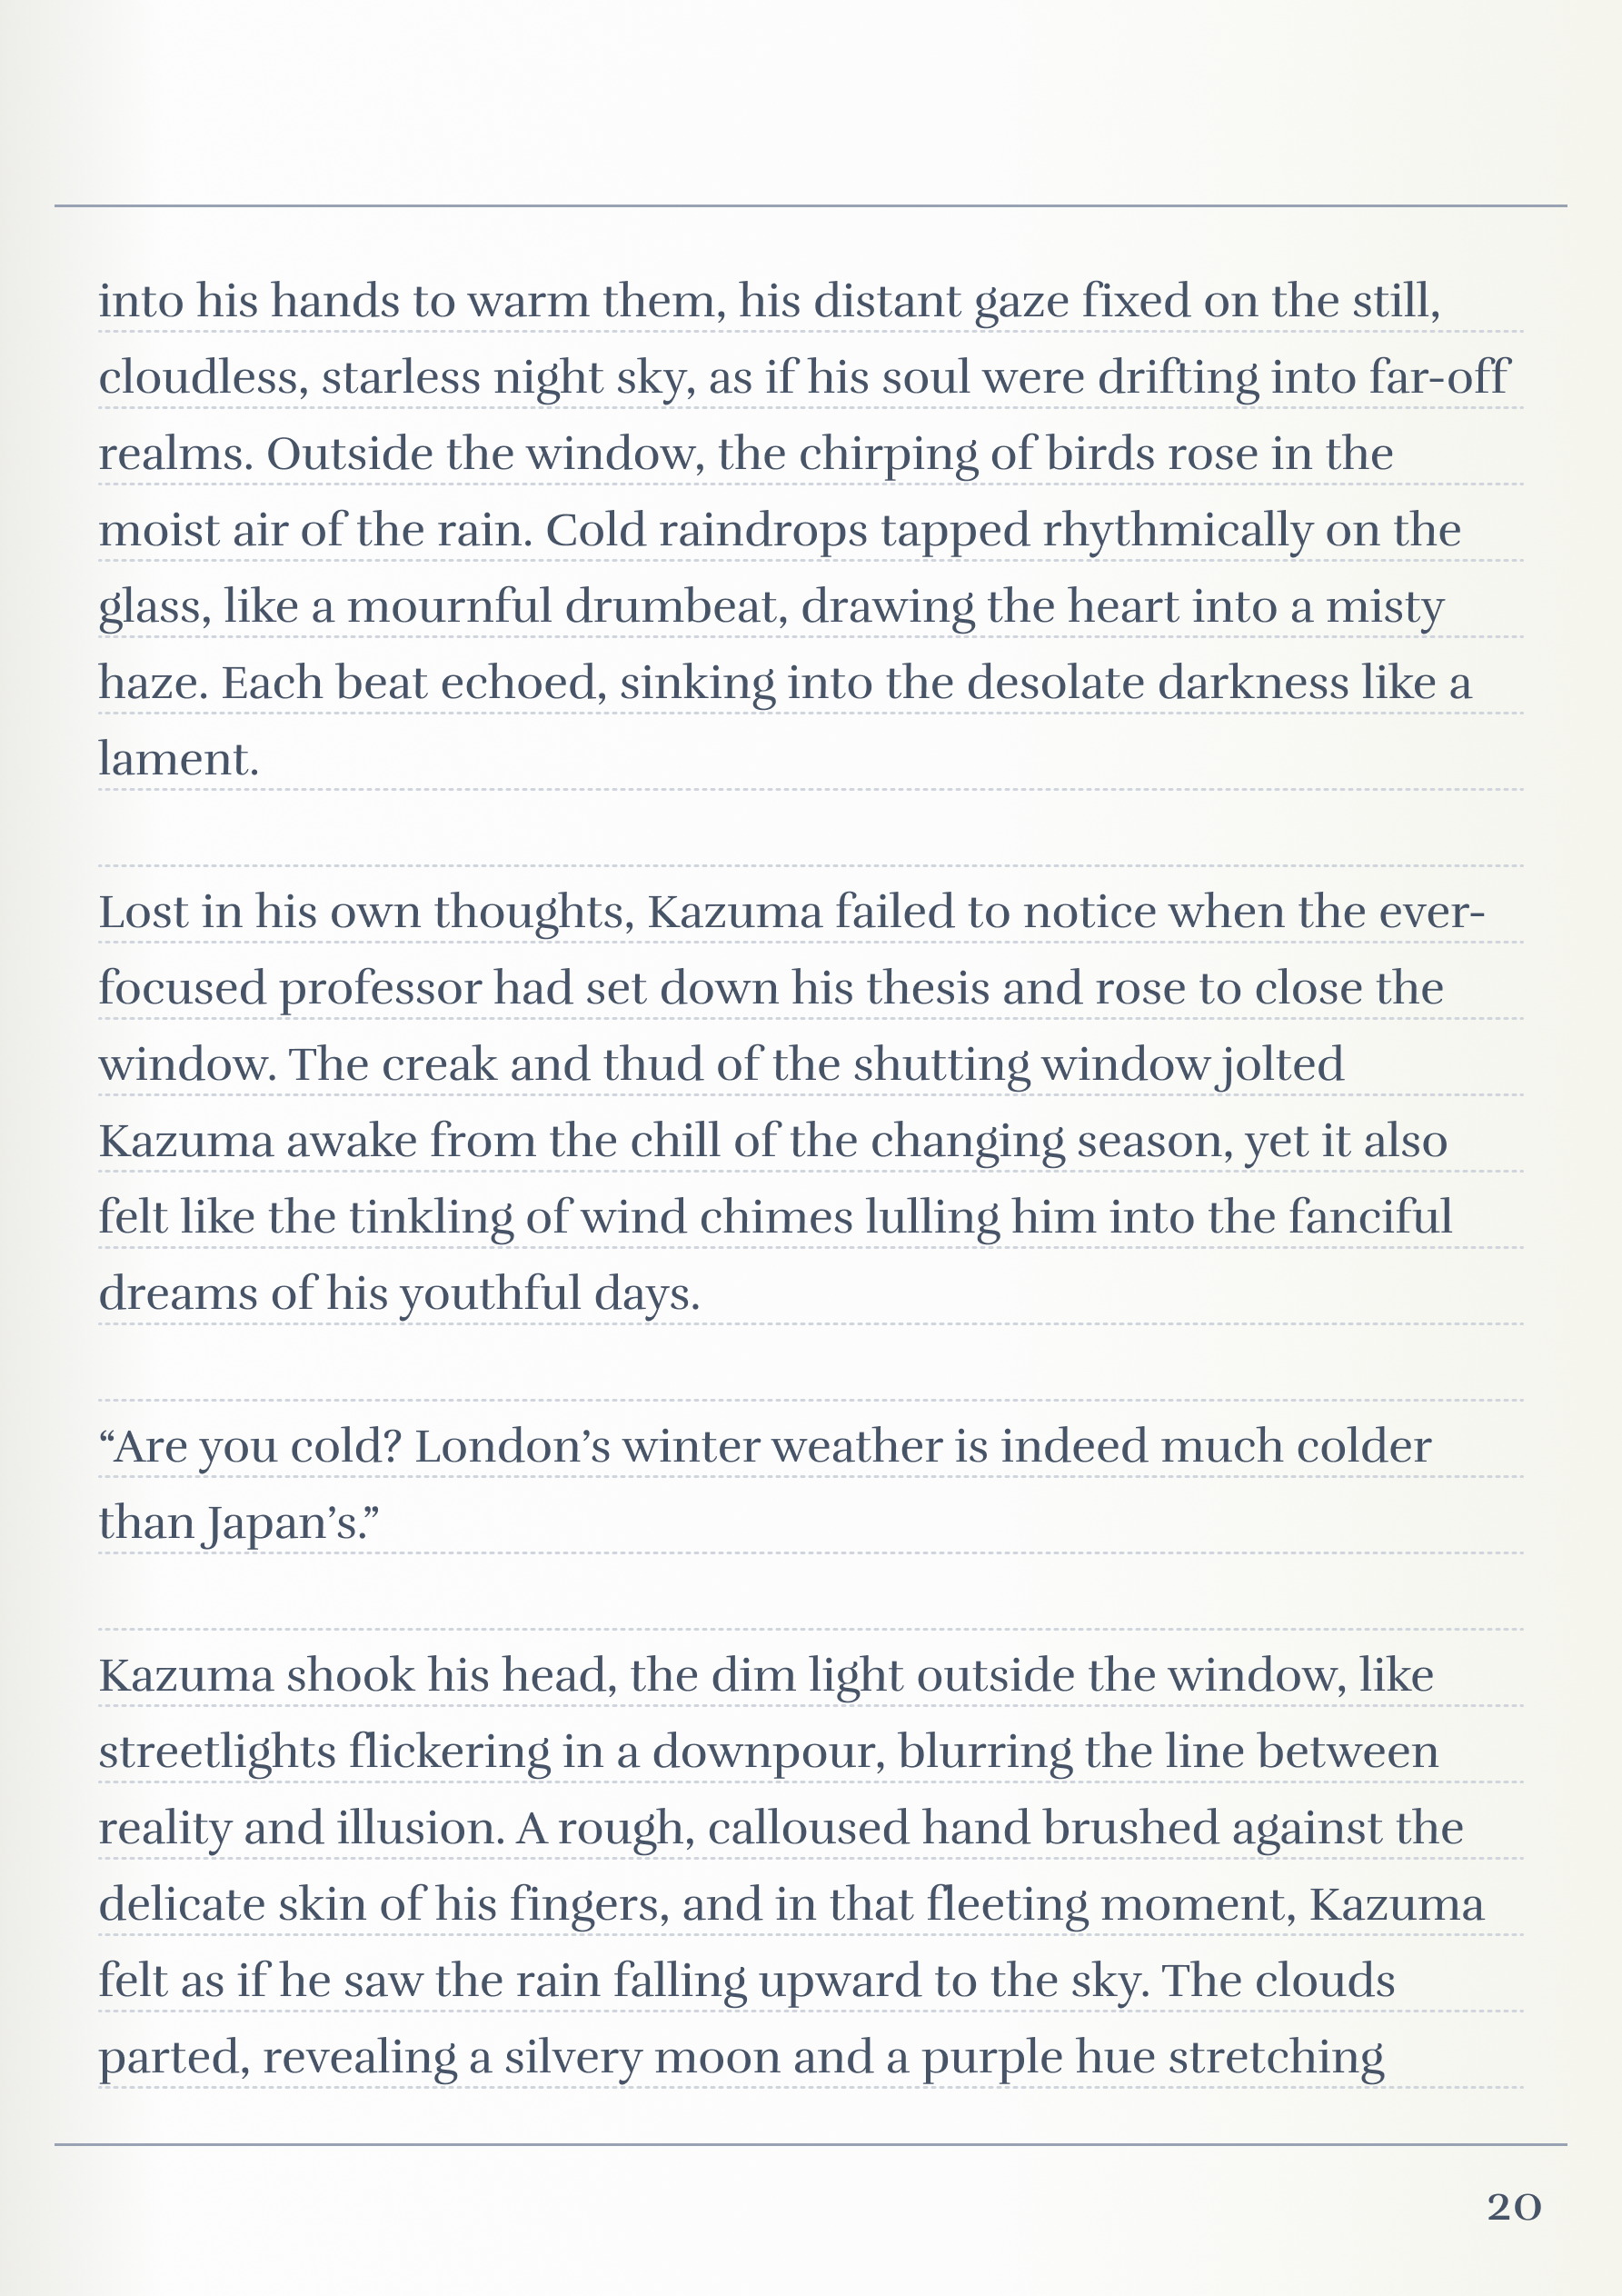 into his hands to warm them, his distant gaze fixed on the still,
cloudless, starless night sky, as if his soul were drifting into far-off
realms. Outside the window, the chirping of birds rose in the
moist air of the rain. Cold raindrops tapped rhythmically on the
glass, like a mournful drumbeat, drawing the heart into a misty
haze. Each beat echoed, sinking into the desolate darkness like a
lament.
Lost in his own thoughts, Kazuma failed to notice when the ever-
focused professor had set down his thesis and rose to close the
window. The creak and thud of the shutting window jolted
Kazuma awake from the chill of the changing season, yet it also
felt like the tinkling of wind chimes lulling him into the fanciful
dreams of his youthful days.
“Are you cold? London’s winter weather is indeed much colder
than Japan’s.”
Kazuma shook his head, the dim light outside the window, like
streetlights flickering in a downpour, blurring the line between
reality and illusion. A rough, calloused hand brushed against the
delicate skin of his fingers, and in that fleeting moment, Kazuma
felt as if he saw the rain falling upward to the sky. The clouds
parted, revealing a silvery moon and a purple hue stretching
20